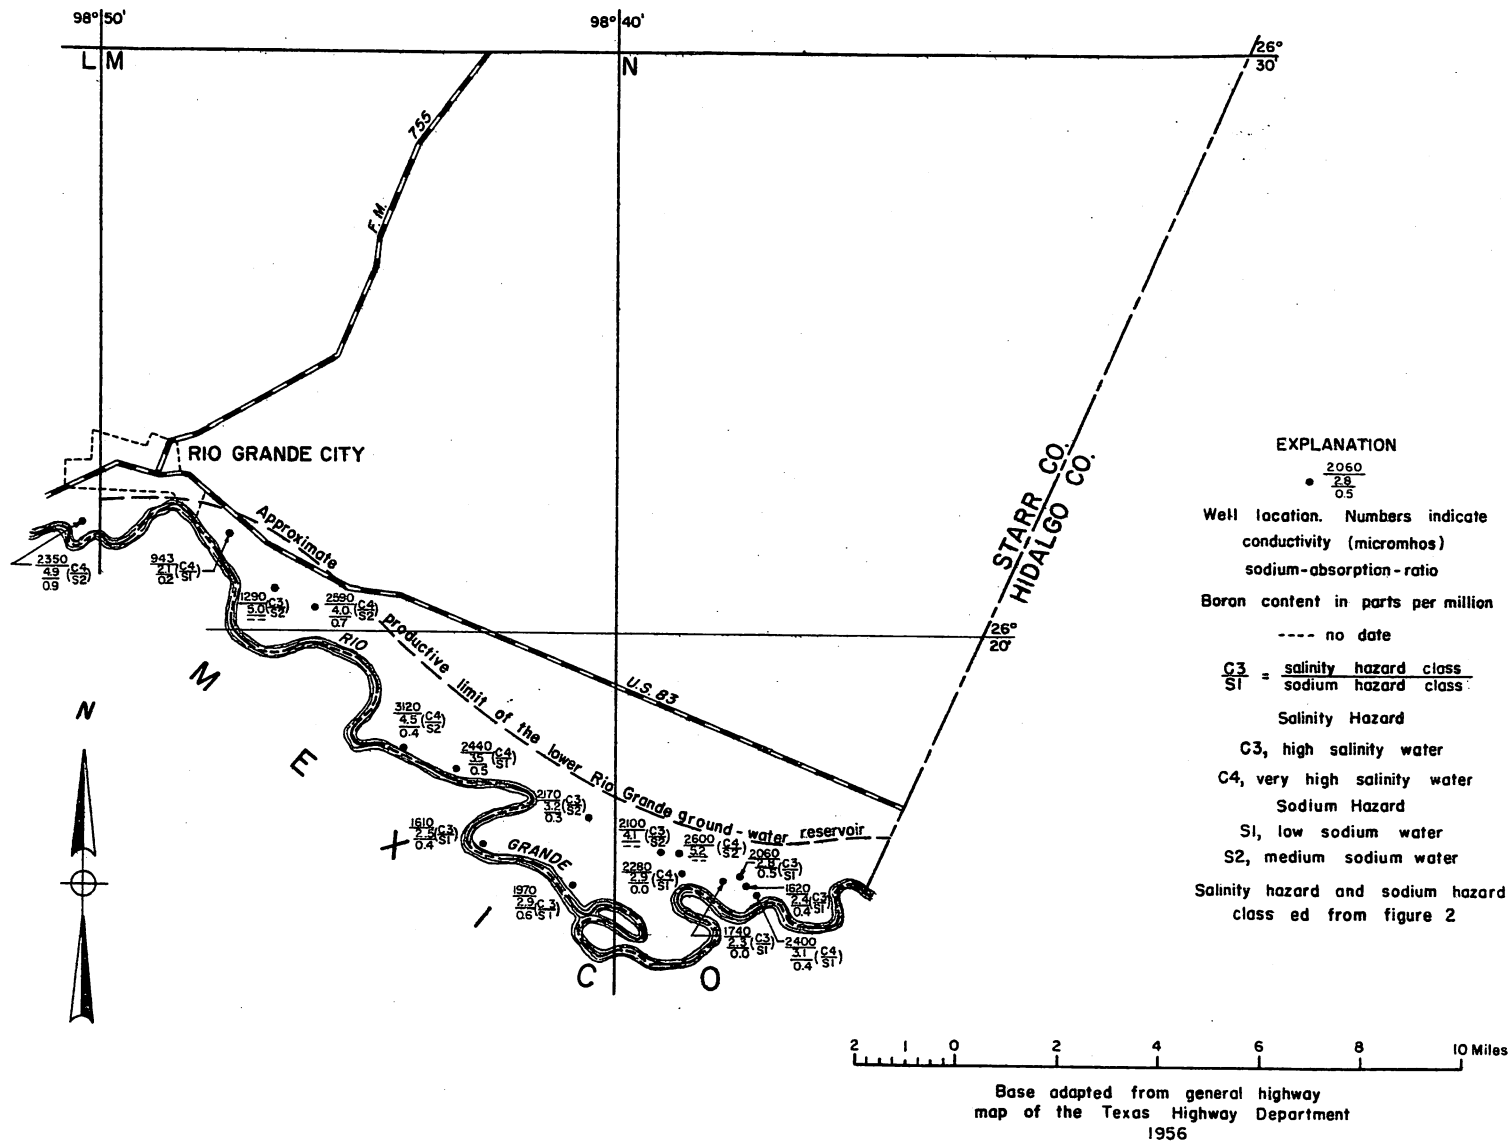 98°50'
98°40'
L M
N
26°
30'
755
F. M.
RIO GRANDE CITY
Approximate
productive limit of the lower Rio Grande ground-water reservoir
U.S. 83
STARR CO.
HIDALGO CO.
26°
20'
RIO
GRANDE
M E X I C O
N
2350
4.9 (C4
0.9 S2)
943
2.1 (C4
0.2 S1)
1290
5.0 (C3
-- S2)
2590
4.0 (C4
0.7 S2)
3120
4.5 (C4
0.4 S2)
2440
3.5 (C4
0.5 S1)
2170
3.2 (C3
0.3 S2)
1610
2.5 (C3
0.4 S1)
1970
2.9 (C3
0.6 S1)
2100
4.1 (C3
-- S2)
2600
5.2 (C4
-- S2)
2280
2.9 (C4
0.0 S1)
2060
2.8 (C3
0.5 S1)
1620
2.4 (C3
0.4 S1)
1740
2.3 (C3
0.0 S1)
2400
3.1 (C4
0.4 S1)
EXPLANATION
2060
2.8
0.5
Well location. Numbers indicate
conductivity (micromhos)
sodium-absorption-ratio
Boron content in parts per million
---- no date
C3 = salinity hazard class
S1 sodium hazard class
Salinity Hazard
C3, high salinity water
C4, very high salinity water
Sodium Hazard
S1, low sodium water
S2, medium sodium water
Salinity hazard and sodium hazard
class ed from figure 2
2 1 0 2 4 6 8 10 Miles
Base adapted from general highway
map of the Texas Highway Department
1956